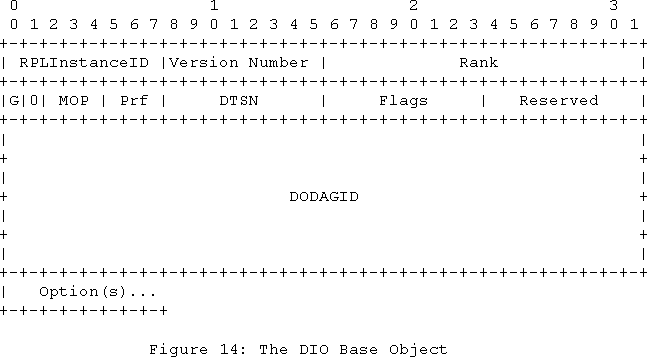 0                   1                   2                   3
 0 1 2 3 4 5 6 7 8 9 0 1 2 3 4 5 6 7 8 9 0 1 2 3 4 5 6 7 8 9 0 1
+-+-+-+-+-+-+-+-+-+-+-+-+-+-+-+-+-+-+-+-+-+-+-+-+-+-+-+-+-+-+-+-+
| RPLInstanceID |Version Number |             Rank              |
+-+-+-+-+-+-+-+-+-+-+-+-+-+-+-+-+-+-+-+-+-+-+-+-+-+-+-+-+-+-+-+-+
|G|0| MOP | Prf |     DTSN      |     Flags     |   Reserved    |
+-+-+-+-+-+-+-+-+-+-+-+-+-+-+-+-+-+-+-+-+-+-+-+-+-+-+-+-+-+-+-+-+
|                                                               |
+                                                               +
|                                                               |
+                            DODAGID                            +
|                                                               |
+                                                               +
|                                                               |
+-+-+-+-+-+-+-+-+-+-+-+-+-+-+-+-+-+-+-+-+-+-+-+-+-+-+-+-+-+-+-+-+
|   Option(s)...
+-+-+-+-+-+-+-+-+
Figure 14: The DIO Base Object